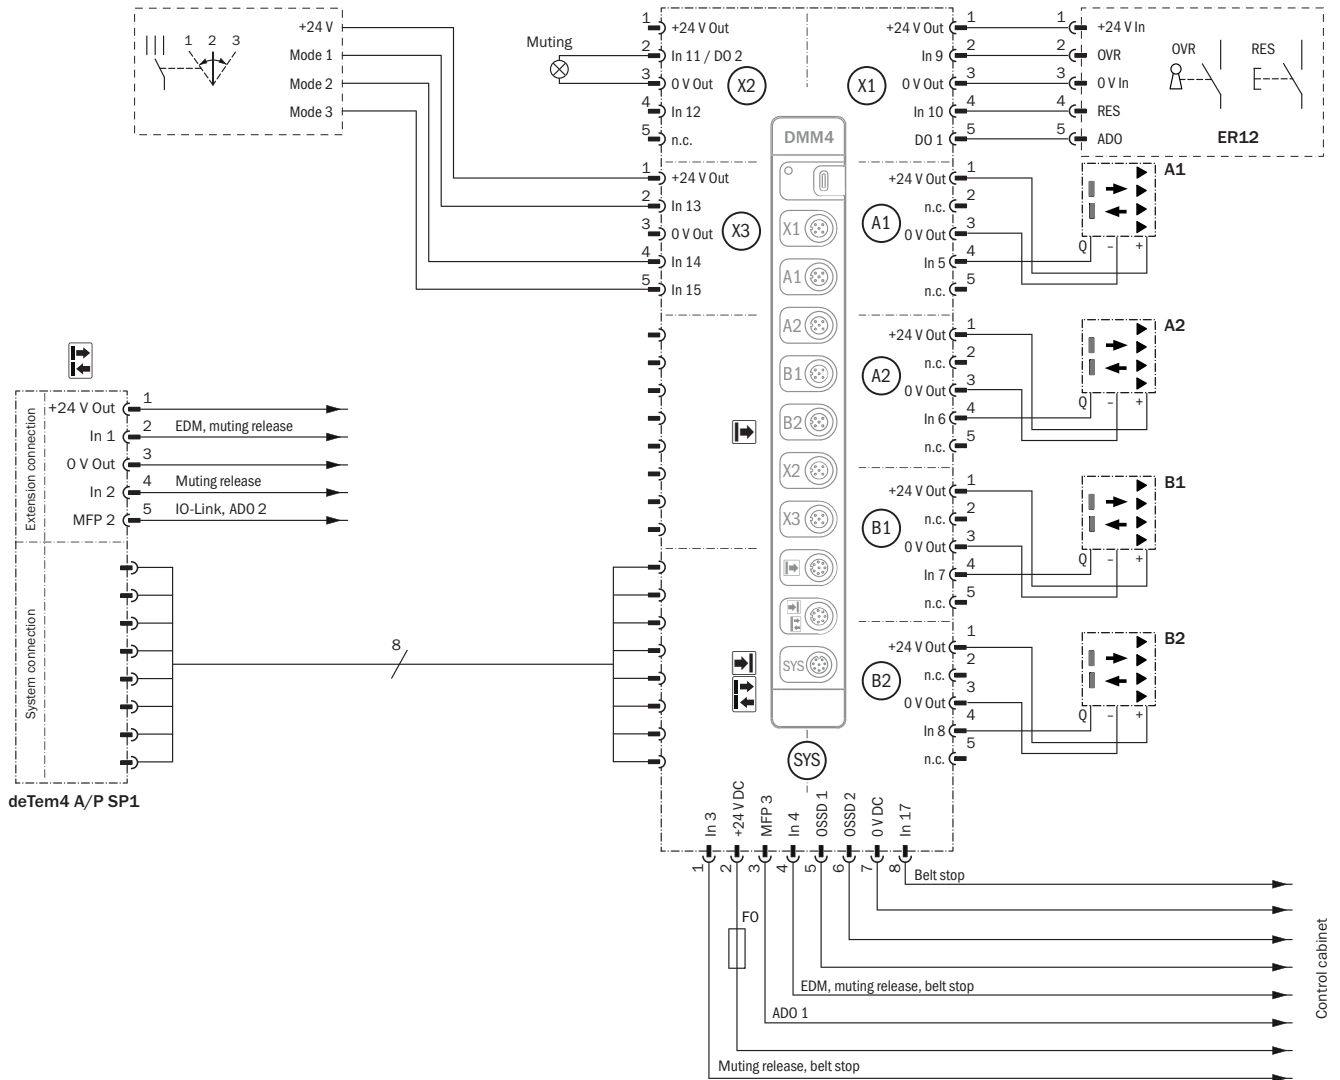 +24 V
Mode 1
Mode 2
Mode 3
1 2 3
Muting
1 +24 V Out
2 In 11 / DO 2
3 0 V Out
4 In 12
5 n.c.
X2
1 +24 V Out
2 In 13
3 0 V Out
4 In 14
5 In 15
X3
DMM4
X1
A1
A2
B1
B2
X2
X3
SYS
X1
+24 V Out 1
In 9 2
0 V Out 3
In 10 4
DO 1 5
1 +24 V In
2 OVR
3 0 V In
4 RES
5 ADO
OVR RES
ER12
A1
+24 V Out 1
n.c. 2
0 V Out 3
In 5 4
n.c. 5
A1
Q – +
A2
+24 V Out 1
n.c. 2
0 V Out 3
In 6 4
n.c. 5
A2
Q – +
B1
+24 V Out 1
n.c. 2
0 V Out 3
In 7 4
n.c. 5
B1
Q – +
B2
+24 V Out 1
n.c. 2
0 V Out 3
In 8 4
n.c. 5
B2
Q – +
Extension connection
+24 V Out 1
In 1 2 EDM, muting release
0 V Out 3
In 2 4 Muting release
MFP 2 5 IO-Link, ADO 2
System connection
8
deTem4 A/P SP1
SYS
In 3
+24 V DC
MFP 3
In 4
OSSD 1
OSSD 2
0 V DC
In 17
1 2 3 4 5 6 7 8
Belt stop
F0
EDM, muting release, belt stop
ADO 1
Muting release, belt stop
Control cabinet